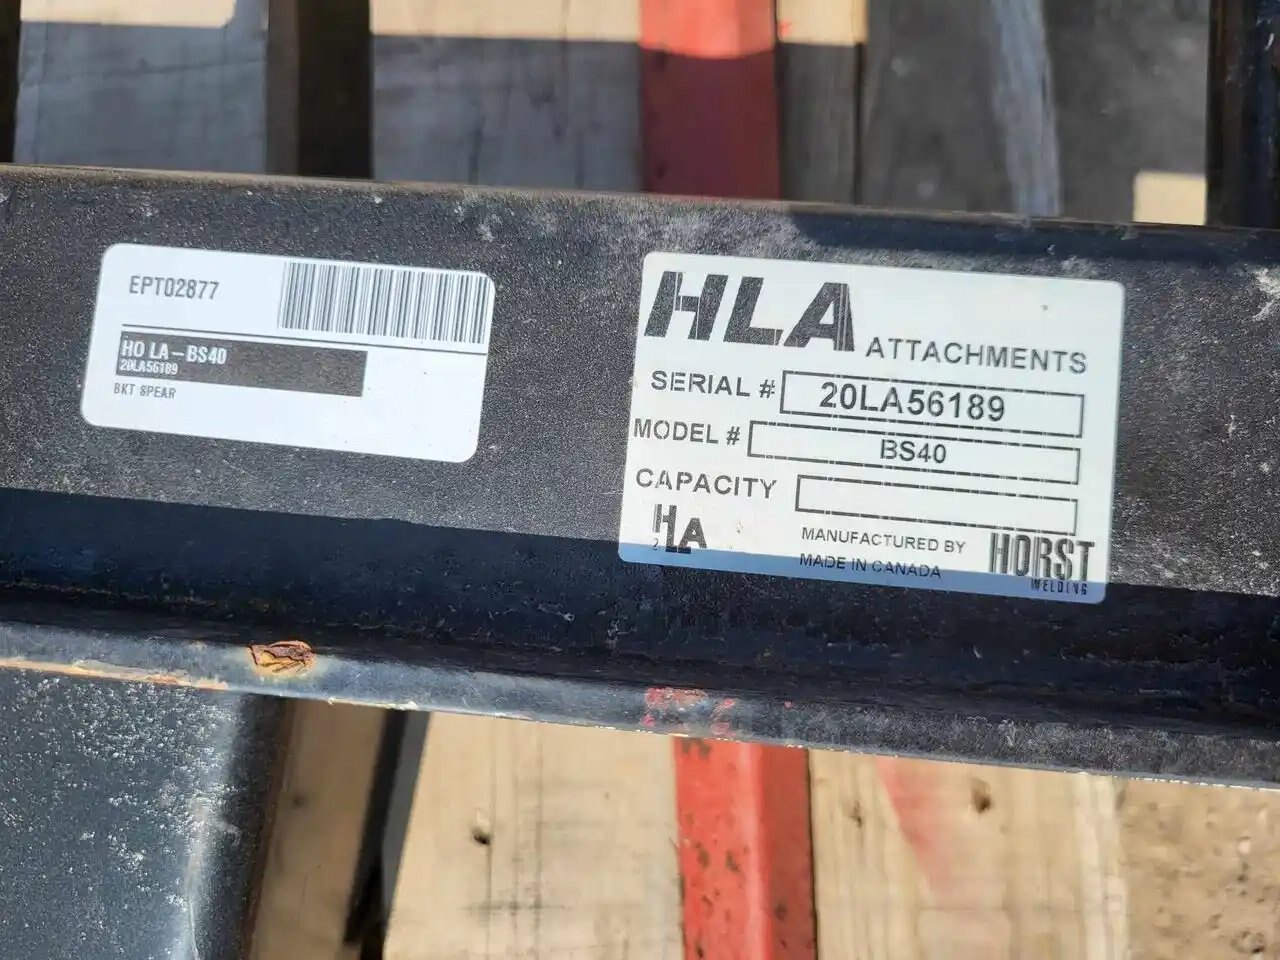 EPT02877
HO LA-BS40
20LA56189
BKT SPEAR
HLA ATTACHMENTS
SERIAL # 20LA56189
MODEL # BS40
CAPACITY
HLA
MANUFACTURED BY HORST
MADE IN CANADA WELDING